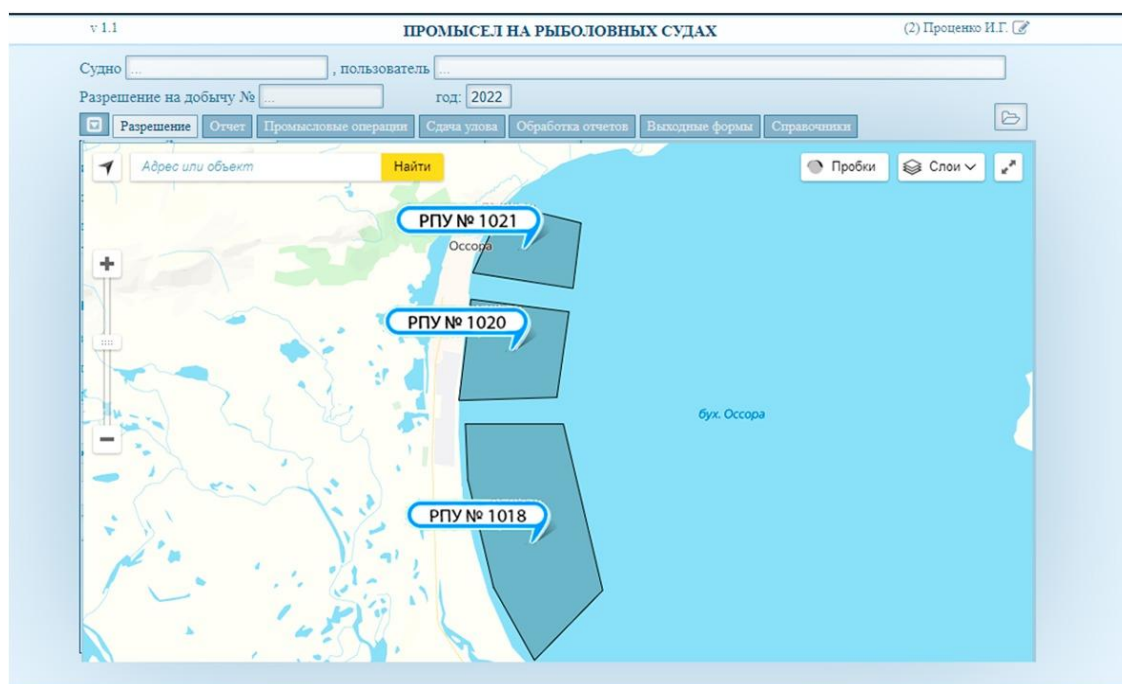 v 1.1 ПРОМЫСЕЛ НА РЫБОЛОВНЫХ СУДАХ (2) Проценко И.Г.
Судно ... , пользователь ...
Разрешение на добычу № ... год: 2022
Разрешение Отчет Промысловые операции Сдача улова Обработка отчетов Выходные формы Справочники
Адрес или объект Найти Пробки Слои
РПУ № 1021
Оссора
РПУ № 1020
бух. Оссора
РПУ № 1018